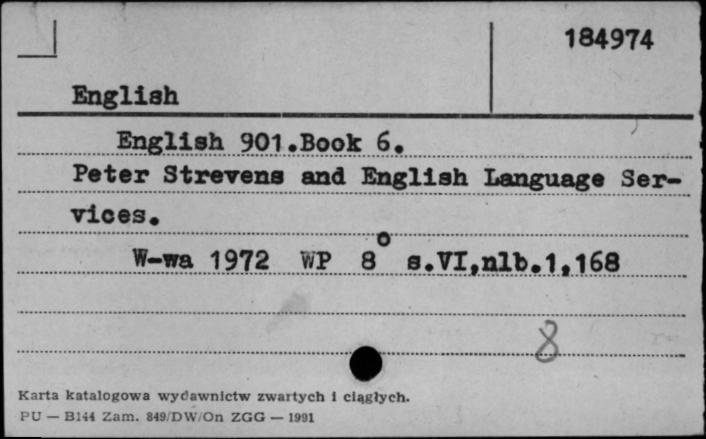 184974
English
English 901.Book 6.
Peter Strevens and English Language Ser-
vices.
W-wa 1972 WP 8° s.VI,nlb.1,168
8
Karta katalogowa wydawnictw zwartych i ciągłych.
PU — B144 Zam. 849/DW/On ZGG — 1991